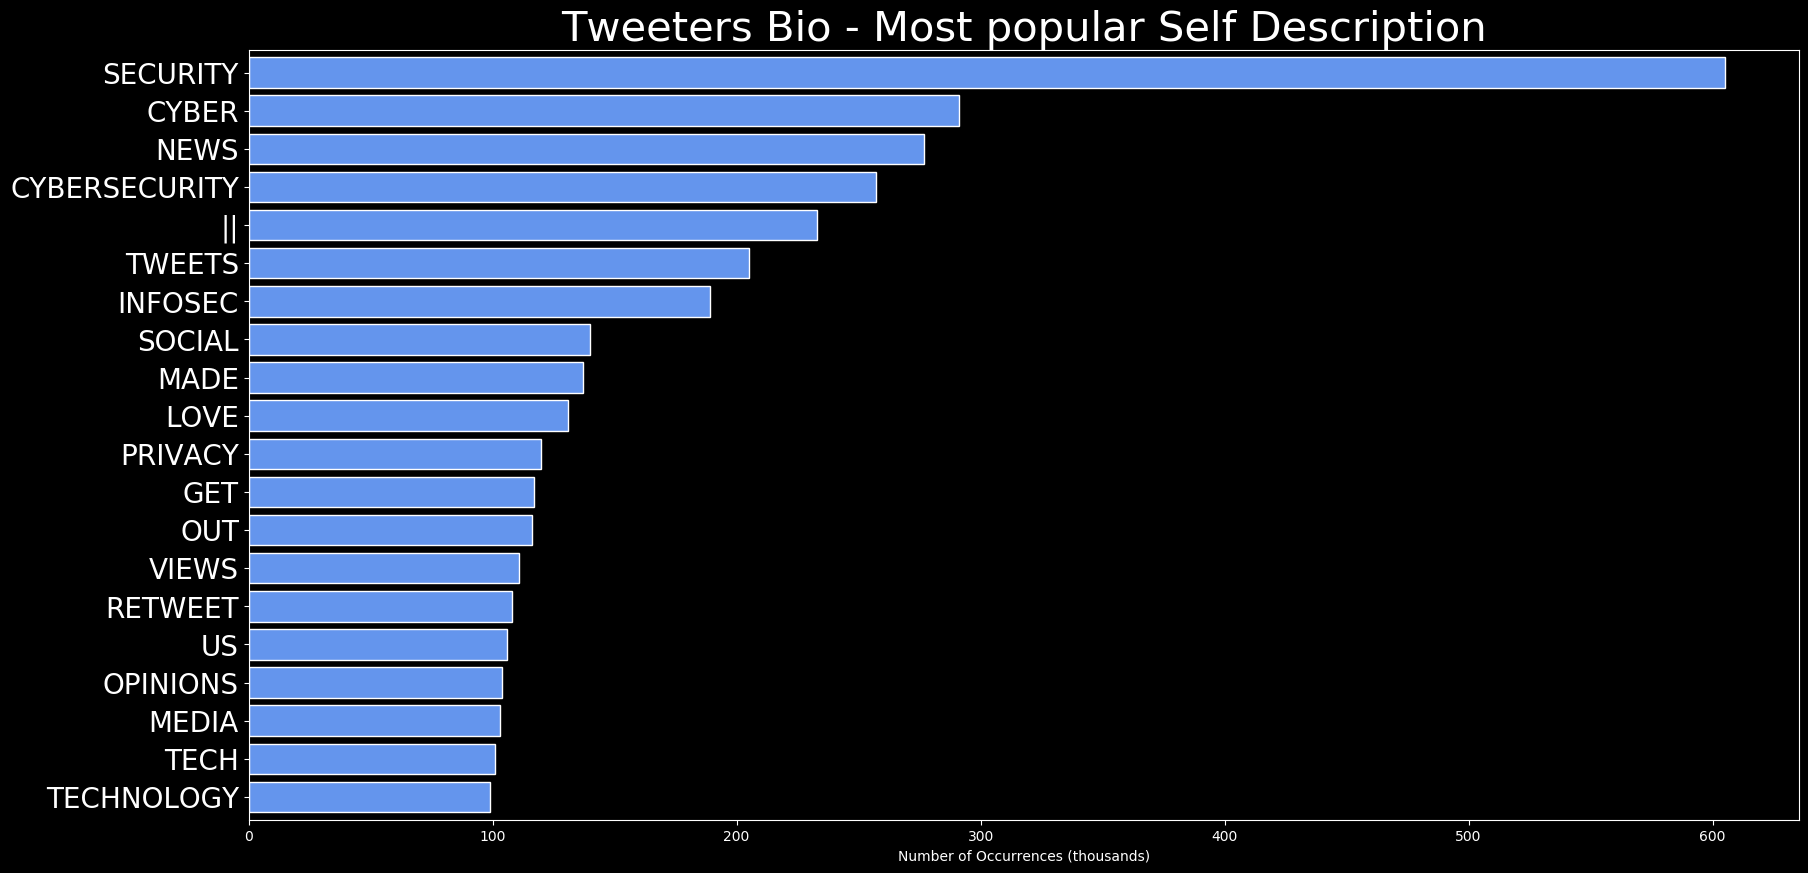 Tweeters Bio - Most popular Self Description
SECURITY
CYBER
NEWS
CYBERSECURITY
||
TWEETS
INFOSEC
SOCIAL
MADE
LOVE
PRIVACY
GET
OUT
VIEWS
RETWEET
US
OPINIONS
MEDIA
TECH
TECHNOLOGY
0 100 200 300 400 500 600
Number of Occurrences (thousands)